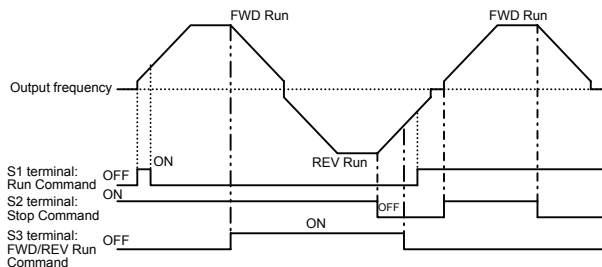 FWD Run
FWD Run
Output frequency
REV Run
S1 terminal:
Run Command
OFF
ON
S2 terminal:
Stop Command
ON
OFF
S3 terminal:
FWD/REV Run
Command
OFF
ON